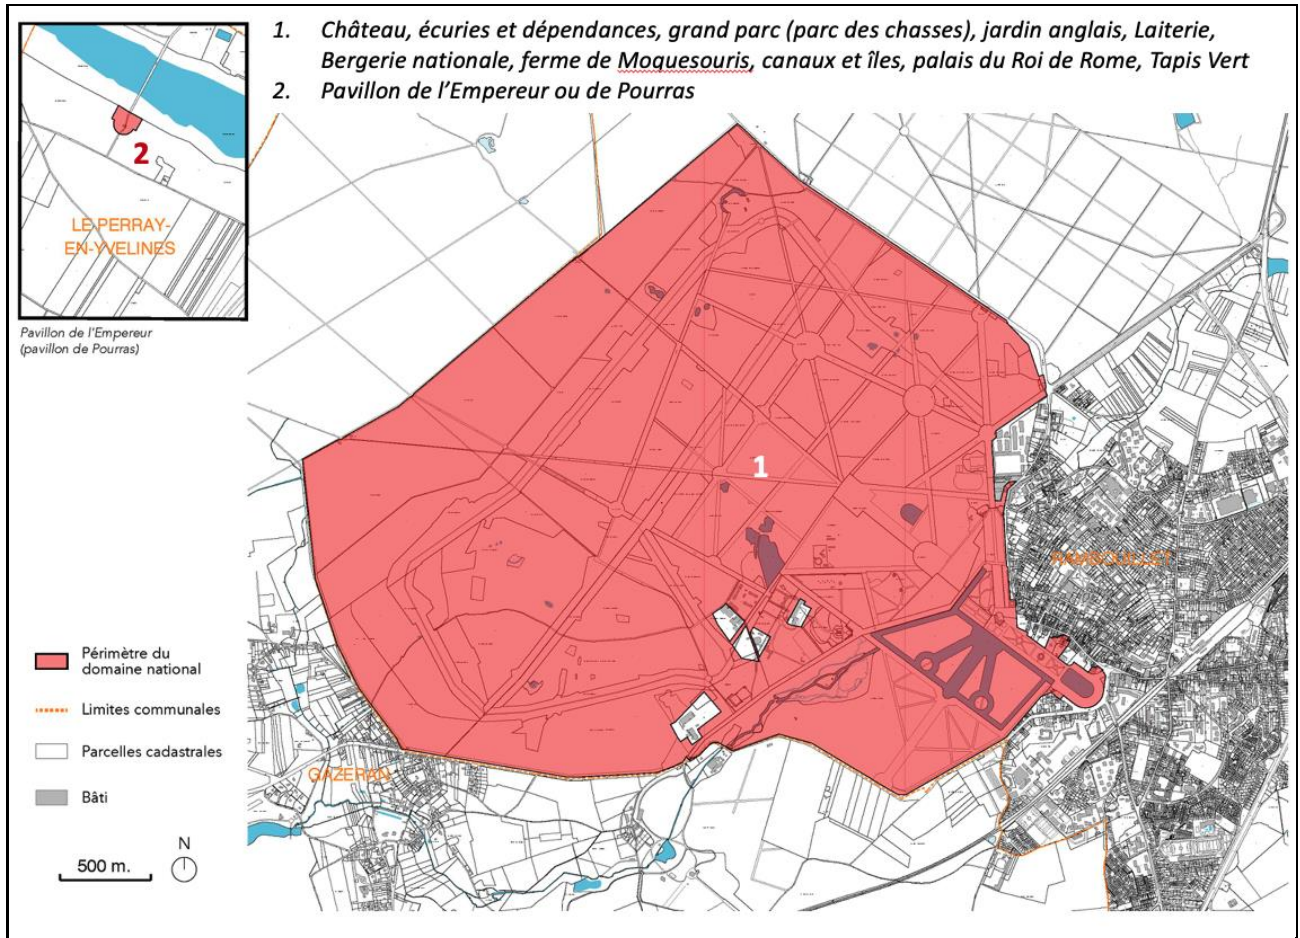 1. Château, écuries et dépendances, grand parc (parc des chasses), jardin anglais, Laiterie,
Bergerie nationale, ferme de Moquesouris, canaux et îles, palais du Roi de Rome, Tapis Vert
2. Pavillon de l’Empereur ou de Pourras
2
LE PERRAY-
EN-YVELINES
Pavillon de l'Empereur
(pavillon de Pourras)
1
RAMBOUILLET
GAZERAN
Périmètre du
domaine national
Limites communales
Parcelles cadastrales
Bâti
500 m.
N